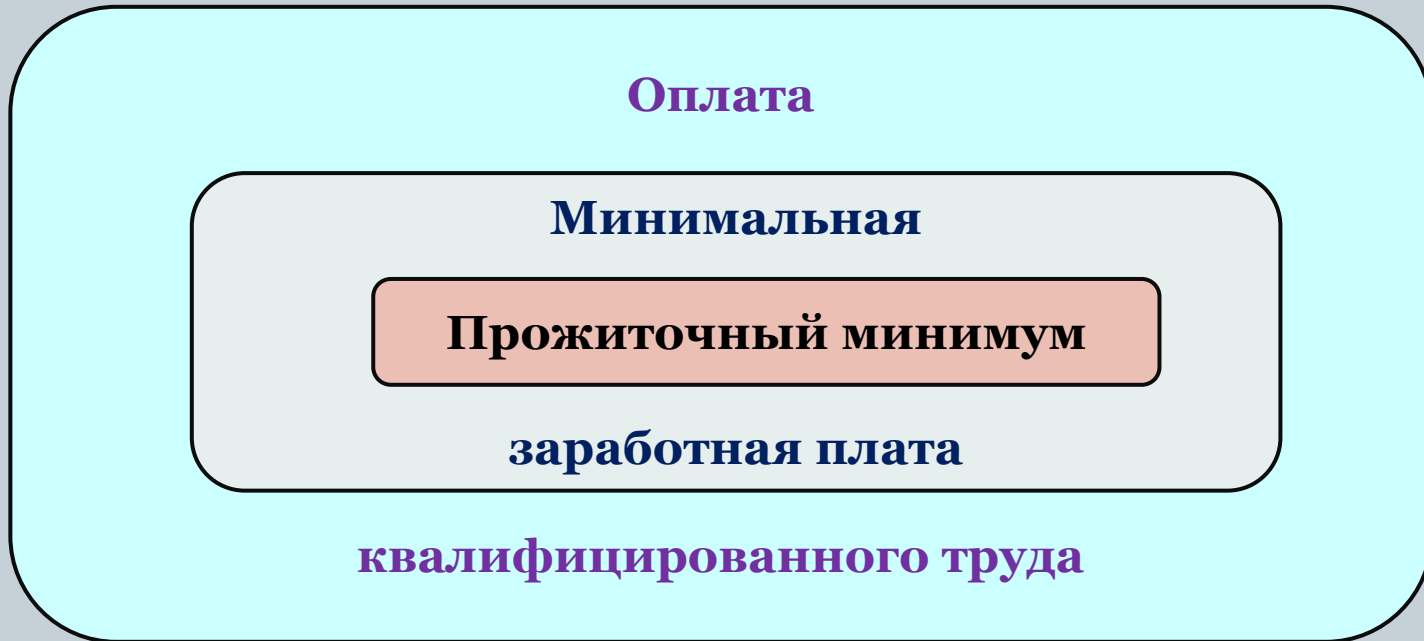 Оплата
Минимальная
Прожиточный минимум
заработная плата
квалифицированного труда